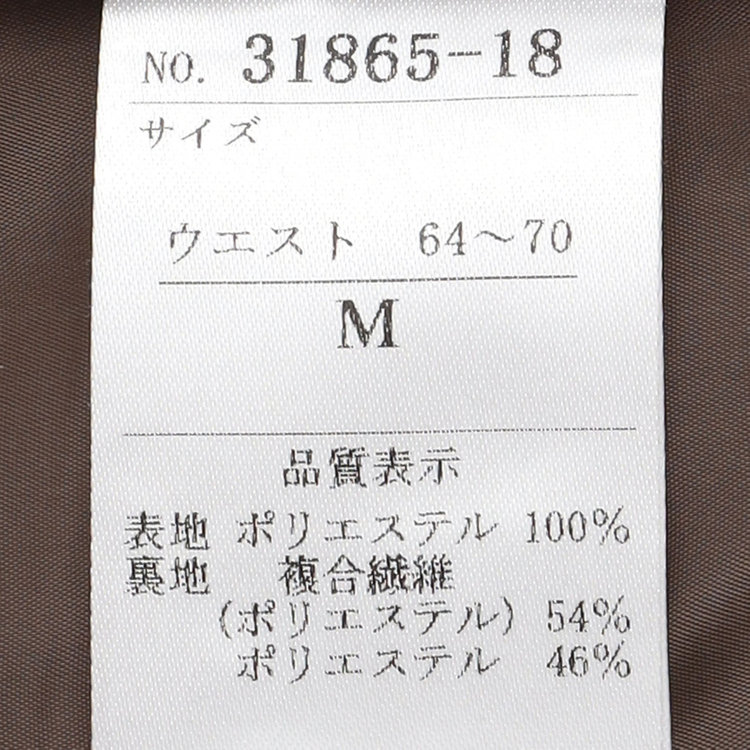 NO. 31865-18
サイズ
ウエスト 64～70
M
品質表示
表地 ポリエステル 100%
裏地 複合繊維
(ポリエステル) 54%
ポリエステル 46%